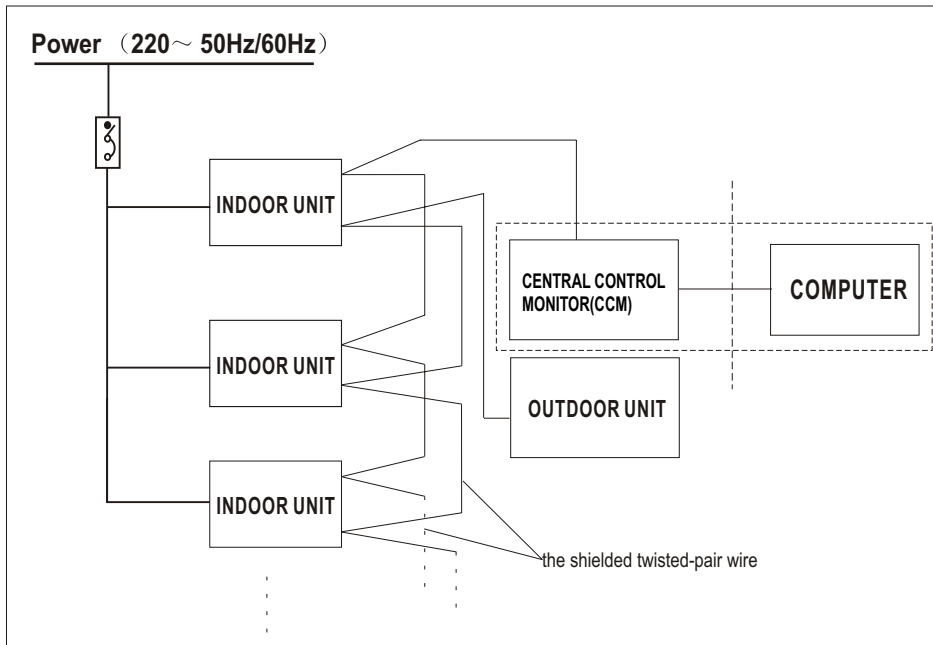 Power （220～ 50Hz/60Hz）
INDOOR UNIT
CENTRAL CONTROL
MONITOR(CCM)
COMPUTER
INDOOR UNIT
OUTDOOR UNIT
INDOOR UNIT
the shielded twisted-pair wire